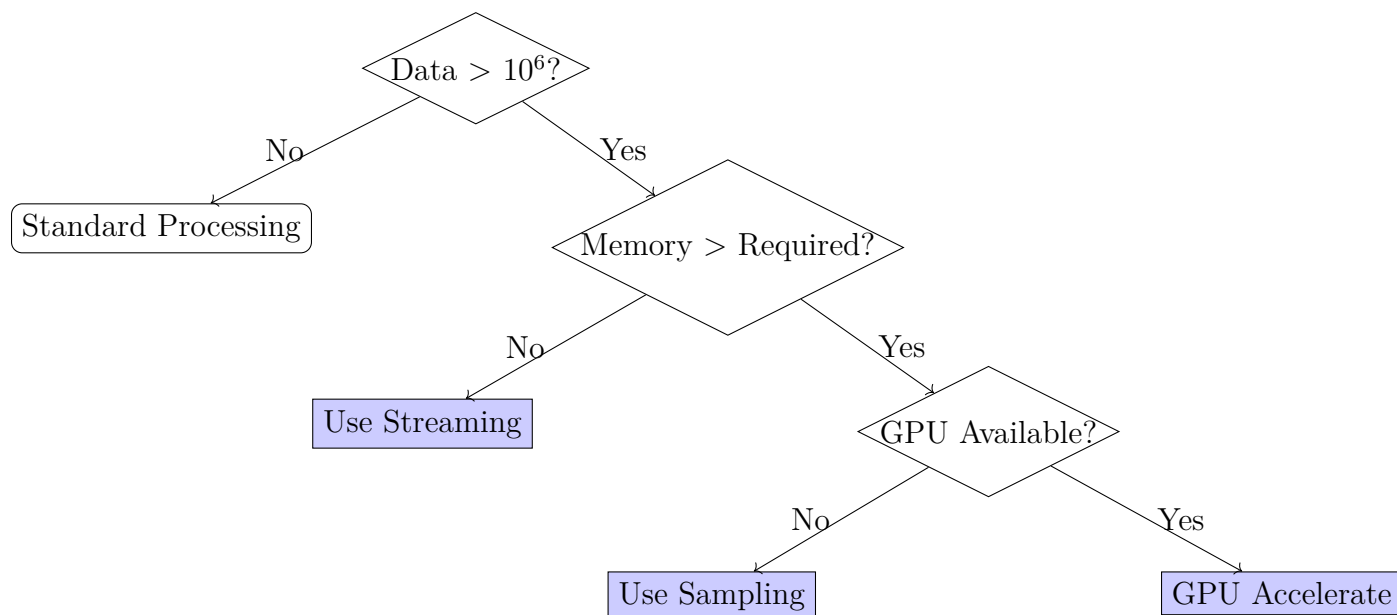 Data > 10⁶?
No
Yes
Standard Processing
Memory > Required?
No
Yes
Use Streaming
GPU Available?
No
Yes
Use Sampling
GPU Accelerate